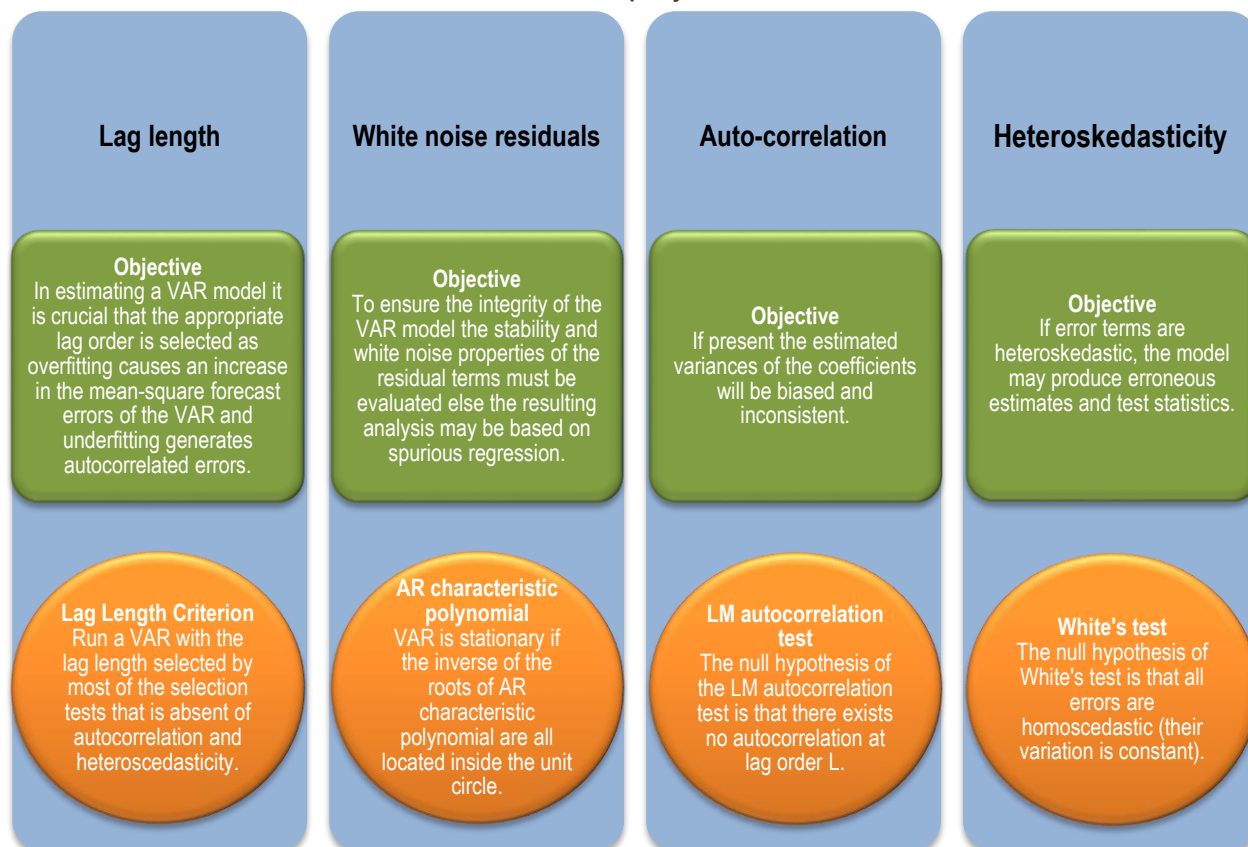 Lag length
Objective
In estimating a VAR model it
is crucial that the appropriate
lag order is selected as
overfitting causes an increase
in the mean-square forecast
errors of the VAR and
underfitting generates
autocorrelated errors.
Lag Length Criterion
Run a VAR with the
lag length selected by
most of the selection
tests that is absent of
autocorrelation and
heteroscedasticity.
White noise residuals
Objective
To ensure the integrity of the
VAR model the stability and
white noise properties of the
residual terms must be
evaluated else the resulting
analysis may be based on
spurious regression.
AR characteristic
polynomial
VAR is stationary if
the inverse of the
roots of AR
characteristic
polynomial are all
located inside the unit
circle.
Auto-correlation
Objective
If present the estimated
variances of the coefficients
will be biased and
inconsistent.
LM autocorrelation
test
The null hypothesis of
the LM autocorrelation
test is that there exists
no autocorrelation at
lag order L.
Heteroskedasticity
Objective
If error terms are
heteroskedastic, the model
may produce erroneous
estimates and test statistics.
White's test
The null hypothesis of
White's test is that all
errors are
homoscedastic (their
variation is constant).